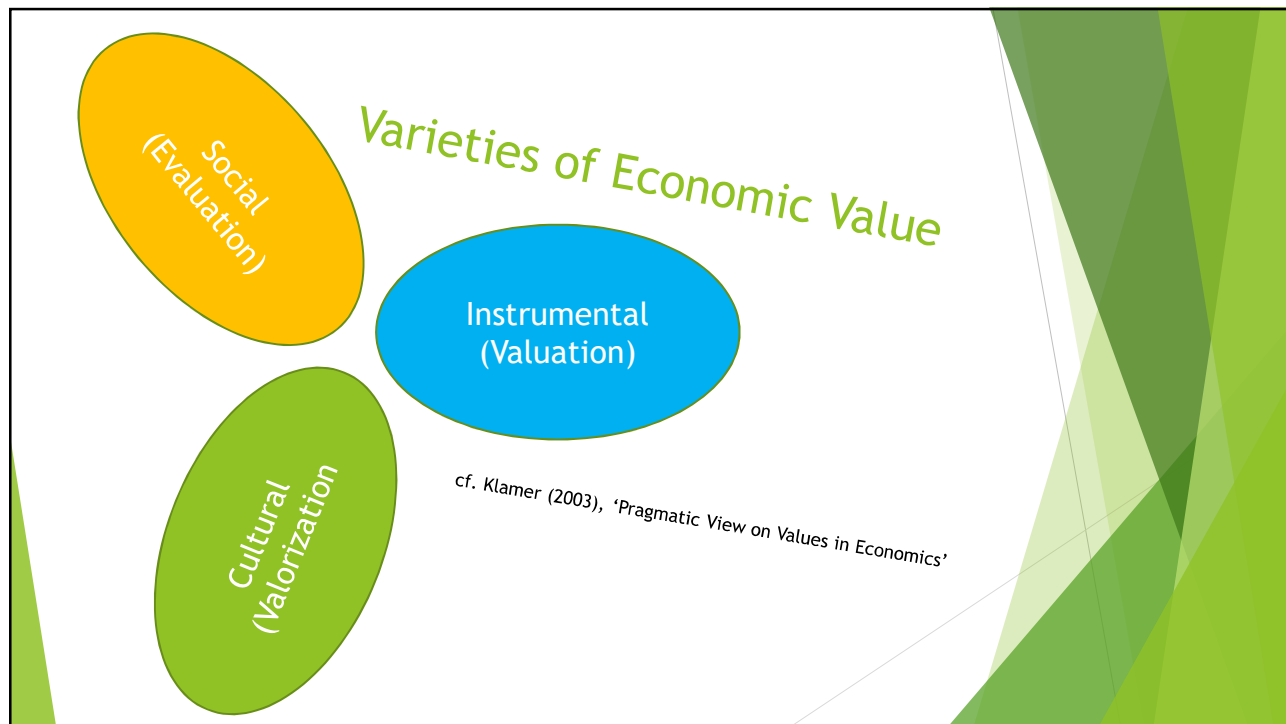 Varieties of Economic Value
Social
(Evaluation)
Instrumental
(Valuation)
Cultural
(Valorization
cf. Klamer (2003), ‘Pragmatic View on Values in Economics’